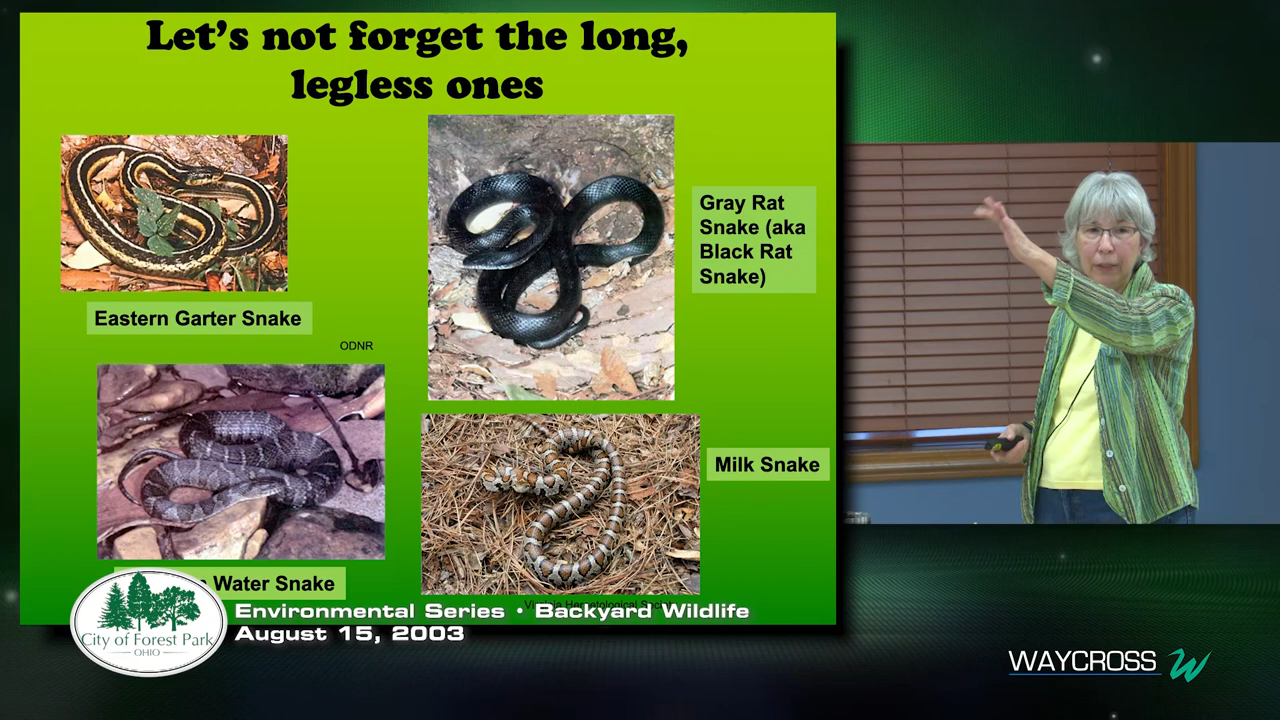 Let's not forget the long,
legless ones
Eastern Garter Snake
ODNR
Gray Rat
Snake (aka
Black Rat
Snake)
Milk Snake
Water Snake
City of Forest Park
OHIO
Environmental Series • Backyard Wildlife
August 15, 2003
WAYCROSS W